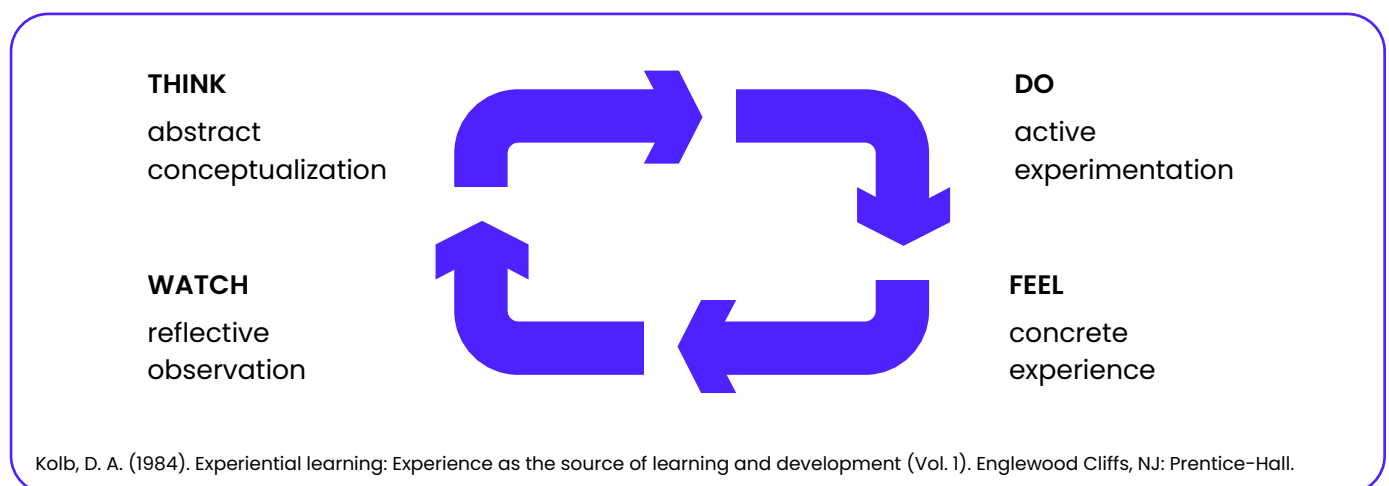 THINK
abstract
conceptualization
DO
active
experimentation
WATCH
reflective
observation
FEEL
concrete
experience
Kolb, D. A. (1984). Experiential learning: Experience as the source of learning and development (Vol. 1). Englewood Cliffs, NJ: Prentice-Hall.